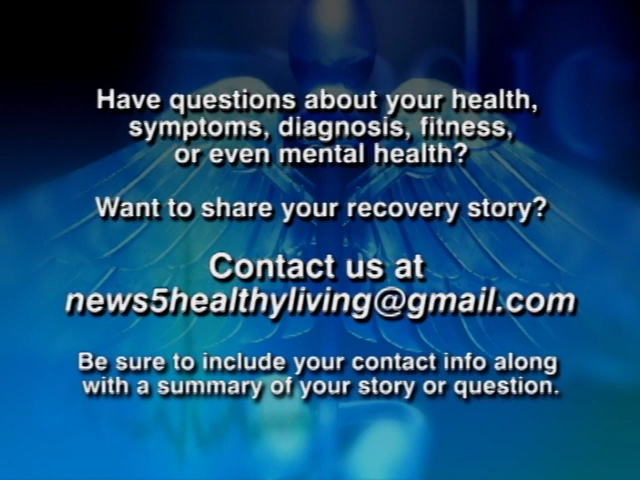 Have questions about your health,
symptoms, diagnosis, fitness,
or even mental health?
Want to share your recovery story?
Contact us at
news5healthyliving@gmail.com
Be sure to include your contact info along
with a summary of your story or question.